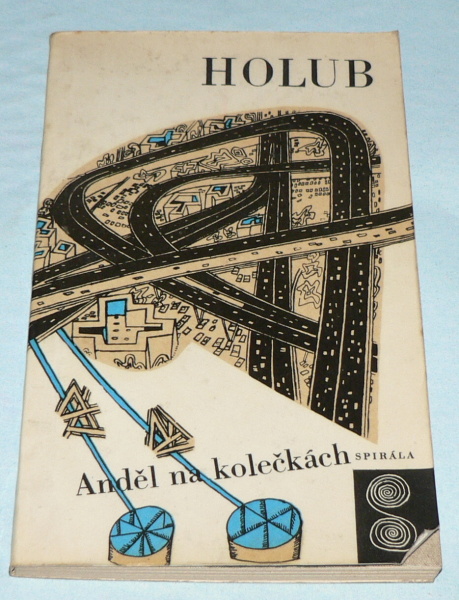 HOLUB
Anděl na kolečkách SPIRÁLA